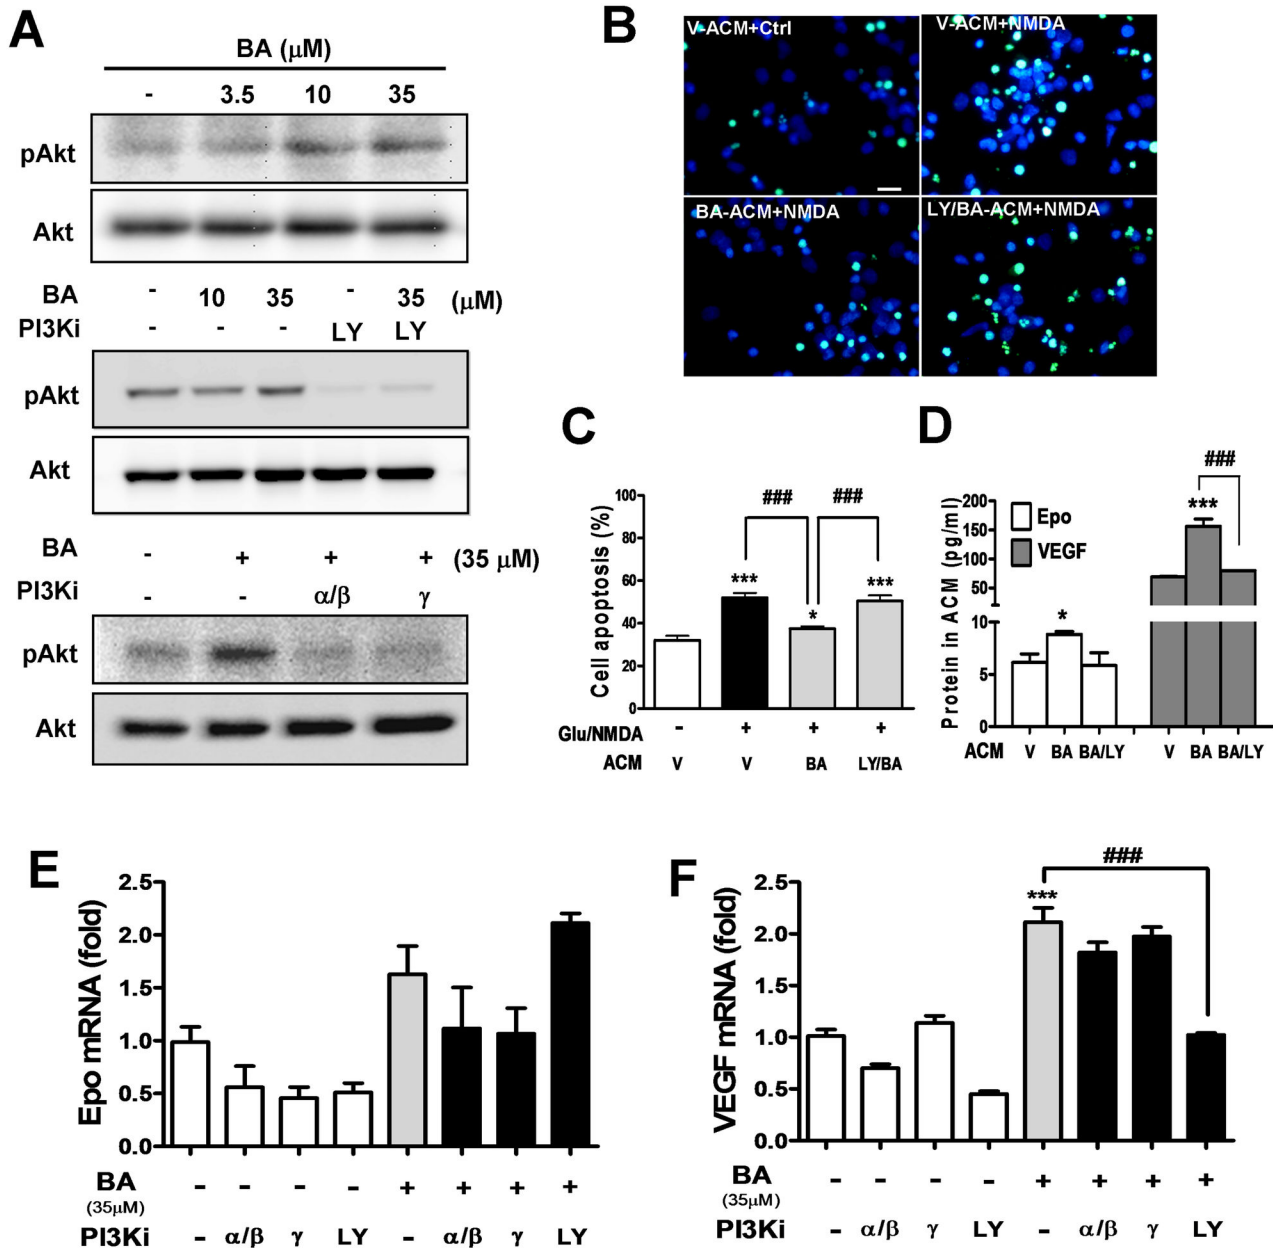 A
BA (µM)
- 3.5 10 35
pAkt
Akt
BA - 10 35 - 35 (µM)
PI3Ki - - - LY LY
pAkt
Akt
BA - + + + (35 µM)
PI3Ki - - α/β γ
pAkt
Akt
B
V-ACM+Ctrl
V-ACM+NMDA
BA-ACM+NMDA
LY/BA-ACM+NMDA
C
Cell apoptosis (%)
100
80
60
40
20
0
### ###
*** * ***
Glu/NMDA - + + +
ACM V V BA LY/BA
D
Protein in ACM (pg/ml)
200
150
100
50
10
5
0
Epo
VEGF
###
***
*
ACM V BA BA/LY V BA BA/LY
E
Epo mRNA (fold)
2.5
2.0
1.5
1.0
0.5
0.0
BA - - - - + + + +
(35µM)
PI3Ki - α/β γ LY - α/β γ LY
F
VEGF mRNA (fold)
2.5
2.0
1.5
1.0
0.5
0.0
###
***
BA - - - - + + + +
(35µM)
PI3Ki - α/β γ LY - α/β γ LY